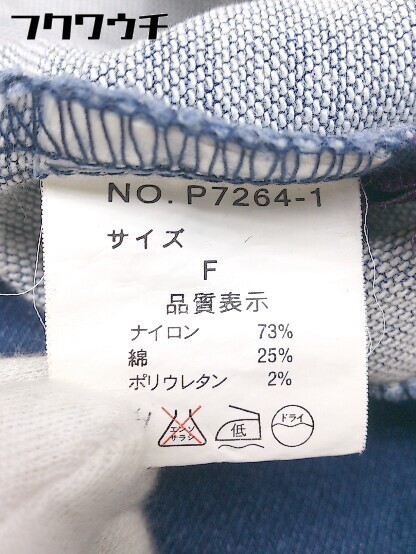 フクワウチ
NO. P7264-1
サイズ
F
品質表示
ナイロン 73%
綿 25%
ポリウレタン 2%
エンソ
サラシ
低
ドライ